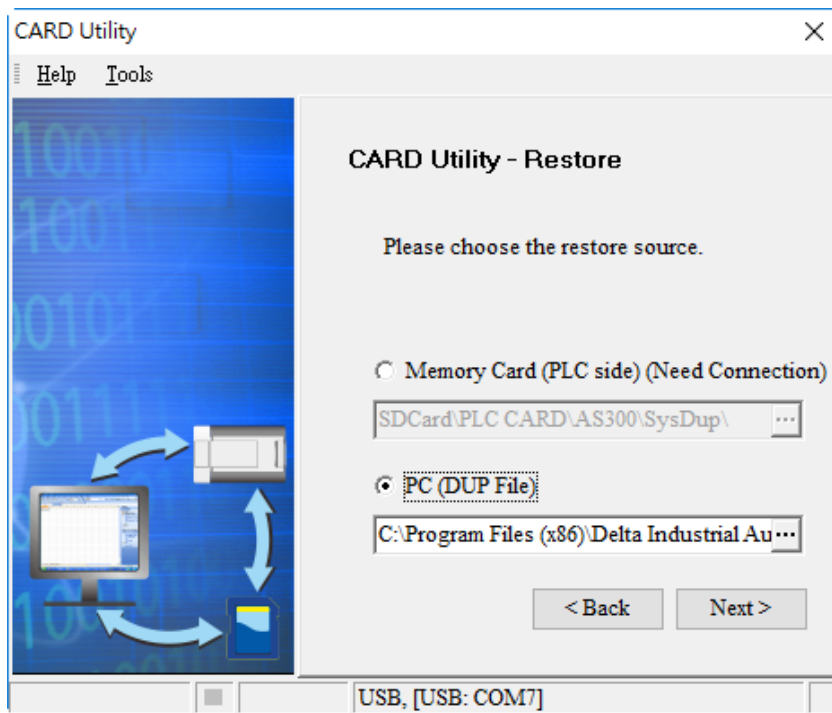 CARD Utility
Help Tools
CARD Utility - Restore
Please choose the restore source.
Memory Card (PLC side) (Need Connection)
SDCard\PLC CARD\AS300\SysDup\ ...
PC (DUP File)
C:\Program Files (x86)\Delta Industrial Au ...
< Back Next >
USB, [USB: COM7]